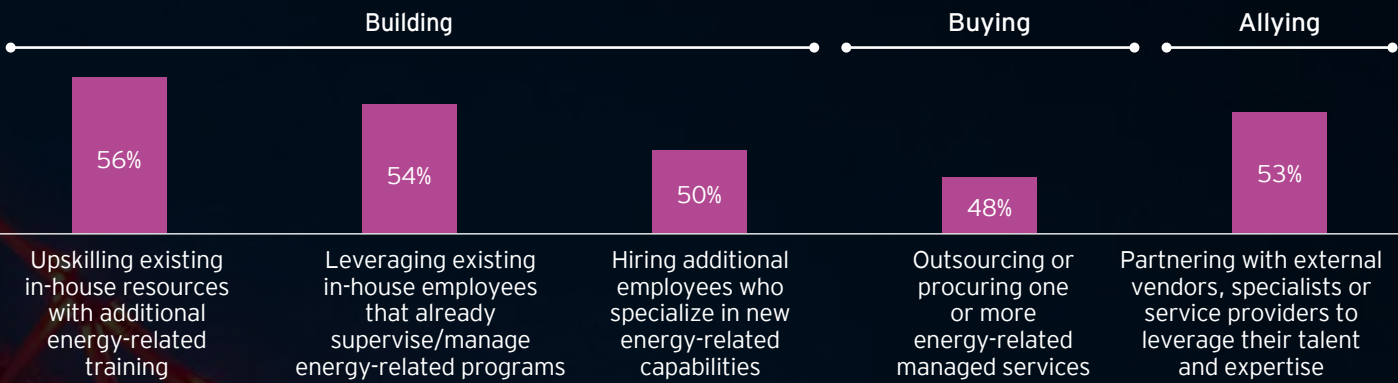 Building
Buying
Allying
56%
54%
50%
48%
53%
Upskilling existing
in-house resources
with additional
energy-related
training
Leveraging existing
in-house employees
that already
supervise/manage
energy-related programs
Hiring additional
employees who
specialize in new
energy-related
capabilities
Outsourcing or
procuring one
or more
energy-related
managed services
Partnering with external
vendors, specialists or
service providers to
leverage their talent
and expertise